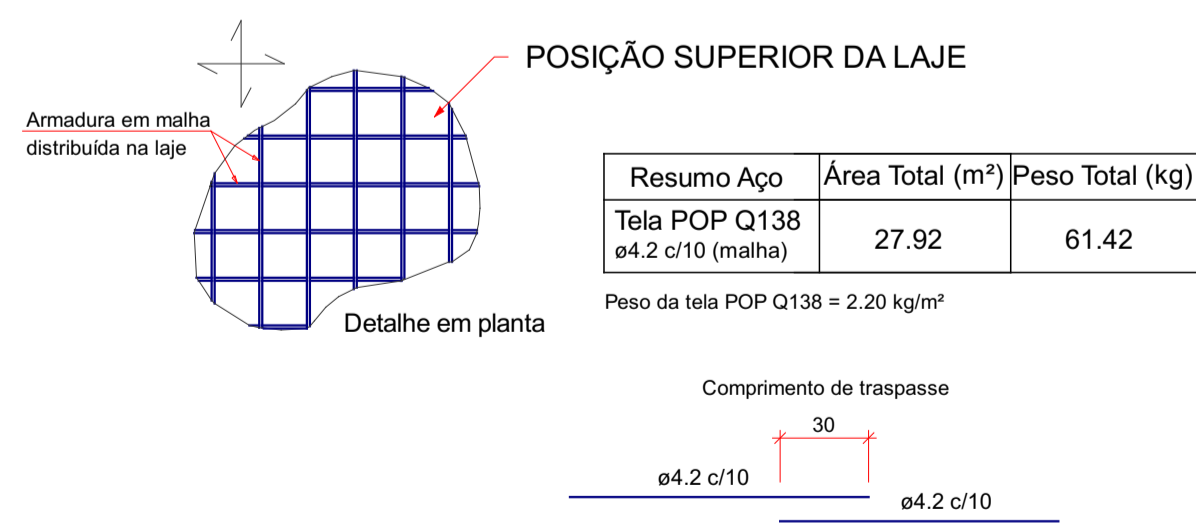 POSIÇÃO SUPERIOR DA LAJE
Armadura em malha
distribuída na laje
Detalhe em planta
Resumo Aço Área Total (m²) Peso Total (kg)
Tela POP Q138
ø4.2 c/10 (malha) 27.92 61.42
Peso da tela POP Q138 = 2.20 kg/m²
Comprimento de traspasse
30
ø4.2 c/10
ø4.2 c/10